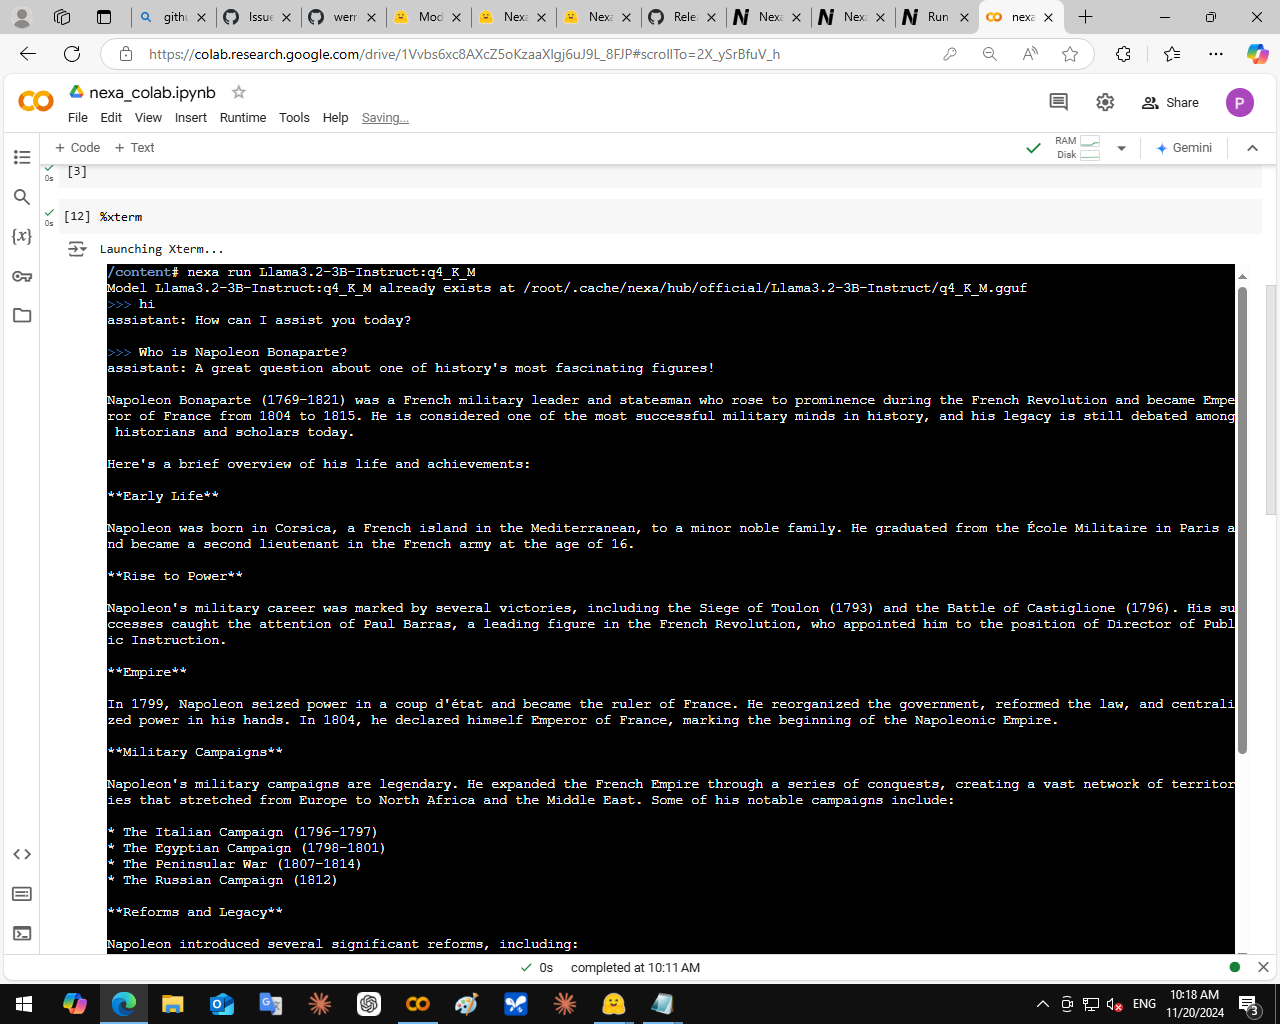 githu
Issue
werr
Mod
Nexa
Nexa
Relea
Nexa
Nexa
Run
nexa
https://colab.research.google.com/drive/1Vvbs6xc8AXcZ5oKzaaXlgj6uJ9L_8FJP#scrollTo=2X_ySrBfuV_h
nexa_colab.ipynb
Share
P
File Edit View Insert Runtime Tools Help Saving...
+ Code + Text
RAM
Disk
Gemini
[3]
0s
[12] %xterm
0s
Launching Xterm...
/content# nexa run Llama3.2-3B-Instruct:q4_K_M
Model Llama3.2-3B-Instruct:q4_K_M already exists at /root/.cache/nexa/hub/official/Llama3.2-3B-Instruct/q4_K_M.gguf
>>> hi
assistant: How can I assist you today?
>>> Who is Napoleon Bonaparte?
assistant: A great question about one of history's most fascinating figures!
Napoleon Bonaparte (1769-1821) was a French military leader and statesman who rose to prominence during the French Revolution and became Empe
ror of France from 1804 to 1815. He is considered one of the most successful military minds in history, and his legacy is still debated among
historians and scholars today.
Here's a brief overview of his life and achievements:
**Early Life**
Napoleon was born in Corsica, a French island in the Mediterranean, to a minor noble family. He graduated from the École Militaire in Paris a
nd became a second lieutenant in the French army at the age of 16.
**Rise to Power**
Napoleon's military career was marked by several victories, including the Siege of Toulon (1793) and the Battle of Castiglione (1796). His su
ccesses caught the attention of Paul Barras, a leading figure in the French Revolution, who appointed him to the position of Director of Publ
ic Instruction.
**Empire**
In 1799, Napoleon seized power in a coup d'état and became the ruler of France. He reorganized the government, reformed the law, and centrali
zed power in his hands. In 1804, he declared himself Emperor of France, marking the beginning of the Napoleonic Empire.
**Military Campaigns**
Napoleon's military campaigns are legendary. He expanded the French Empire through a series of conquests, creating a vast network of territor
ies that stretched from Europe to North Africa and the Middle East. Some of his notable campaigns include:
* The Italian Campaign (1796-1797)
* The Egyptian Campaign (1798-1801)
* The Peninsular War (1807-1814)
* The Russian Campaign (1812)
**Reforms and Legacy**
Napoleon introduced several significant reforms, including:
0s completed at 10:11 AM
ENG
10:18 AM
11/20/2024
3